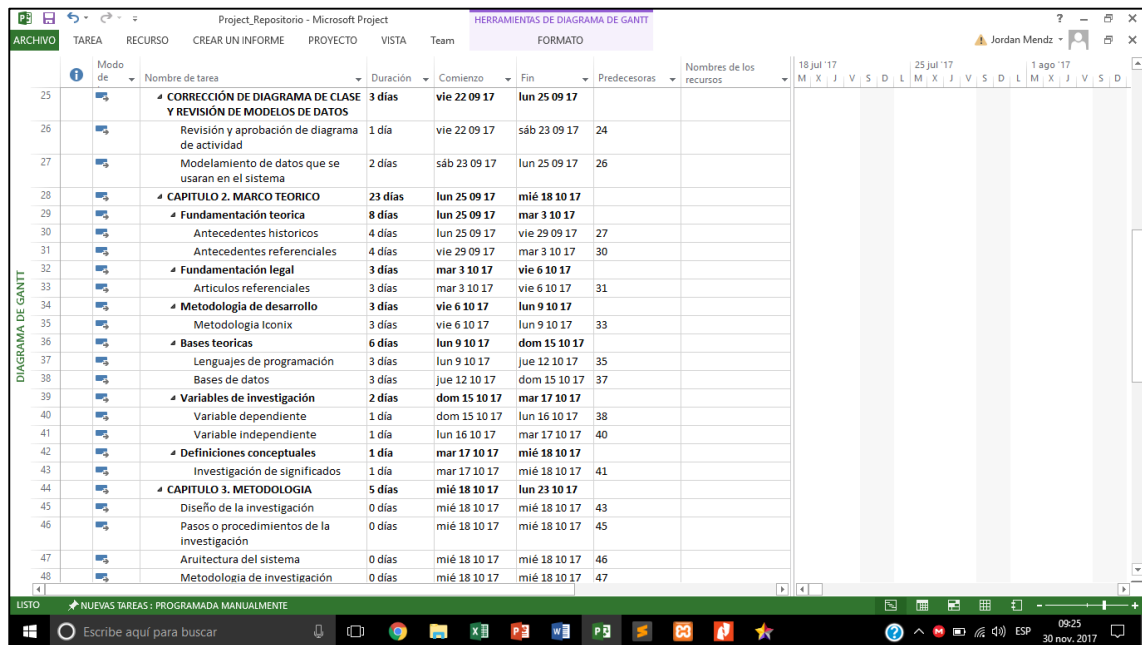 Project_Repositorio - Microsoft Project
HERRAMIENTAS DE DIAGRAMA DE GANTT
?
ARCHIVO TAREA RECURSO CREAR UN INFORME PROYECTO VISTA Team FORMATO Jordan Mendz
Modo de Nombre de tarea Duración Comienzo Fin Predecesoras Nombres de los recursos
18 jul '17 25 jul '17 1 ago '17
M X J V S D L M X J V S D L M X J V S D
25 CORRECCIÓN DE DIAGRAMA DE CLASE 3 días vie 22 09 17 lun 25 09 17
Y REVISIÓN DE MODELOS DE DATOS
26 Revisión y aprobación de diagrama 1 día vie 22 09 17 sáb 23 09 17 24
de actividad
27 Modelamiento de datos que se 2 días sáb 23 09 17 lun 25 09 17 26
usaran en el sistema
28 CAPITULO 2. MARCO TEORICO 23 días lun 25 09 17 mié 18 10 17
29 Fundamentación teorica 8 días lun 25 09 17 mar 3 10 17
30 Antecedentes historicos 4 días lun 25 09 17 vie 29 09 17 27
31 Antecedentes referenciales 4 días vie 29 09 17 mar 3 10 17 30
32 Fundamentación legal 3 días mar 3 10 17 vie 6 10 17
33 Articulos referenciales 3 días mar 3 10 17 vie 6 10 17 31
34 Metodologia de desarrollo 3 días vie 6 10 17 lun 9 10 17
35 Metodologia Iconix 3 días vie 6 10 17 lun 9 10 17 33
36 Bases teoricas 6 días lun 9 10 17 dom 15 10 17
37 Lenguajes de programación 3 días lun 9 10 17 jue 12 10 17 35
38 Bases de datos 3 días jue 12 10 17 dom 15 10 17 37
39 Variables de investigación 2 días dom 15 10 17 mar 17 10 17
40 Variable dependiente 1 día dom 15 10 17 lun 16 10 17 38
41 Variable independiente 1 día lun 16 10 17 mar 17 10 17 40
42 Definiciones conceptuales 1 día mar 17 10 17 mié 18 10 17
43 Investigación de significados 1 día mar 17 10 17 mié 18 10 17 41
44 CAPITULO 3. METODOLOGIA 5 días mié 18 10 17 lun 23 10 17
45 Diseño de la investigación 0 días mié 18 10 17 mié 18 10 17 43
46 Pasos o procedimientos de la 0 días mié 18 10 17 mié 18 10 17 45
investigación
47 Aruitectura del sistema 0 días mié 18 10 17 mié 18 10 17 46
48 Metodologia de investigación 0 días mié 18 10 17 mié 18 10 17 47
DIAGRAMA DE GANTT
LISTO NUEVAS TAREAS : PROGRAMADA MANUALMENTE
Escribe aquí para buscar ESP 09:25
30 nov. 2017